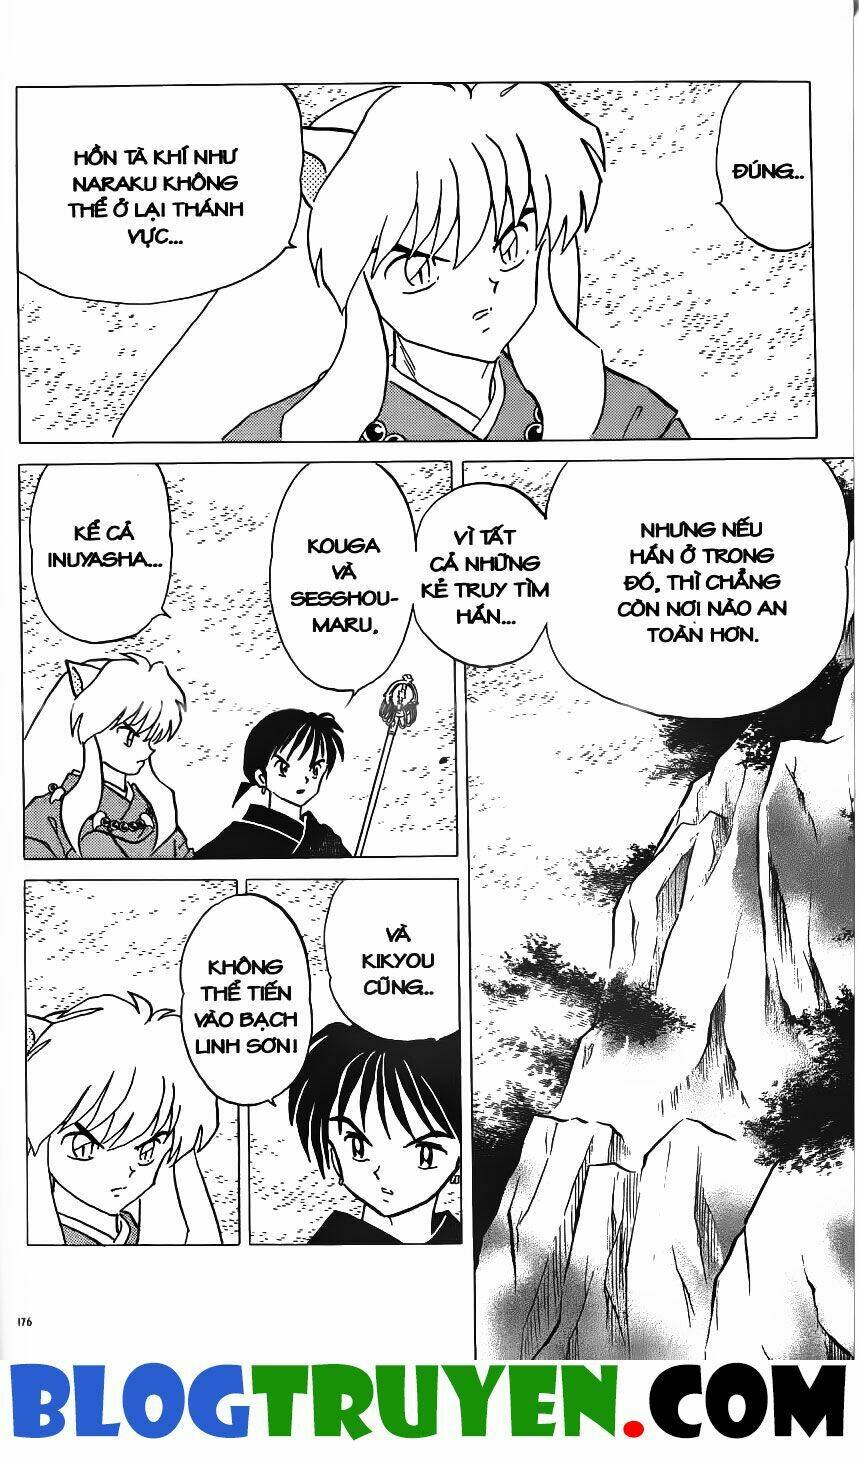 ĐÚNG...
HỒN TÀ KHÍ NHƯ
NARAKU KHÔNG
THỂ Ở LẠI THÁNH
VỰC...
NHƯNG NẾU
HẮN Ở TRONG
ĐÓ, THÌ CHẲNG
CÒN NƠI NÀO AN
TOÀN HƠN.
VÌ TẤT
CẢ NHỮNG
KẺ TRUY TÌM
HẮN...
KOUGA
VÀ
SESSHOU-
MARU,
KỂ CẢ
INUYASHA...
VÀ
KIKYOU
CŨNG...
KHÔNG
THỂ TIẾN
VÀO BẠCH
LINH SƠN!
176
BLOGTRUYEN.COM